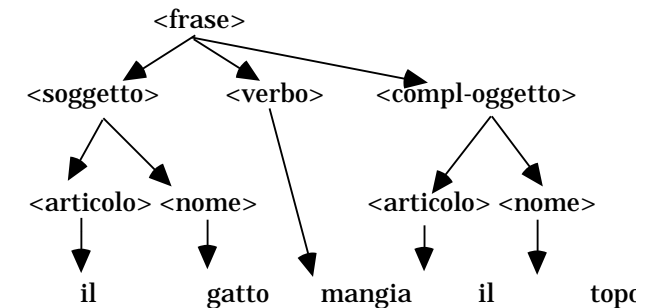 <frase>
<soggetto> <verbo> <compl-oggetto>
<articolo> <nome> <articolo> <nome>
il gatto mangia il topo